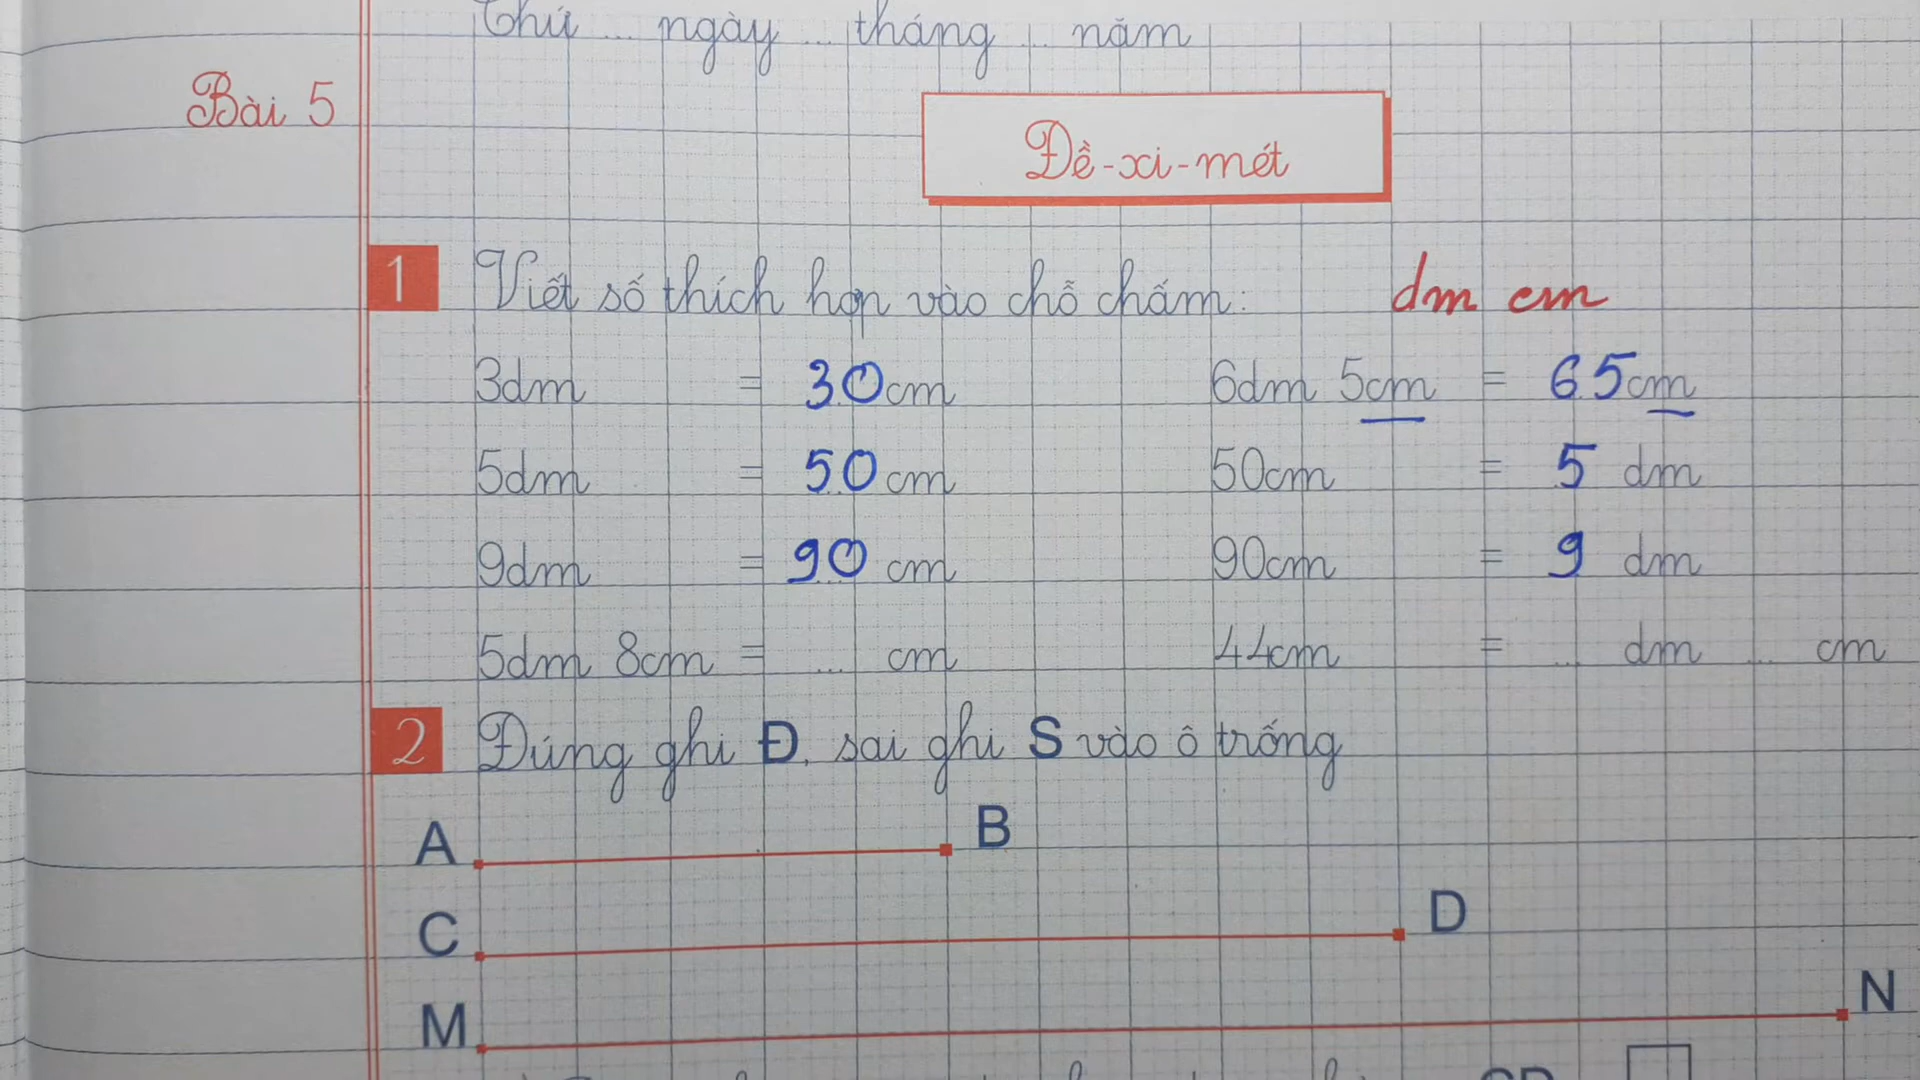 Thứ ... ngày ... tháng ... năm
Bài 5
Đề-xi-mét
1 Viết số thích hợp vào chỗ chấm: dm cm
3dm = 30cm 6dm 5cm = 65cm
5dm = 50cm 50cm = 5 dm
9dm = 90 cm 90cm = 9 dm
5dm 8cm = ... cm 44cm = ... dm ... cm
2 Đúng ghi Đ, sai ghi S vào ô trống
A B
C D
M N